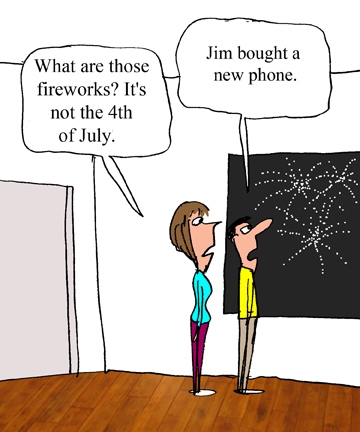 What are those
fireworks? It's
not the 4th
of July.
Jim bought a
new phone.